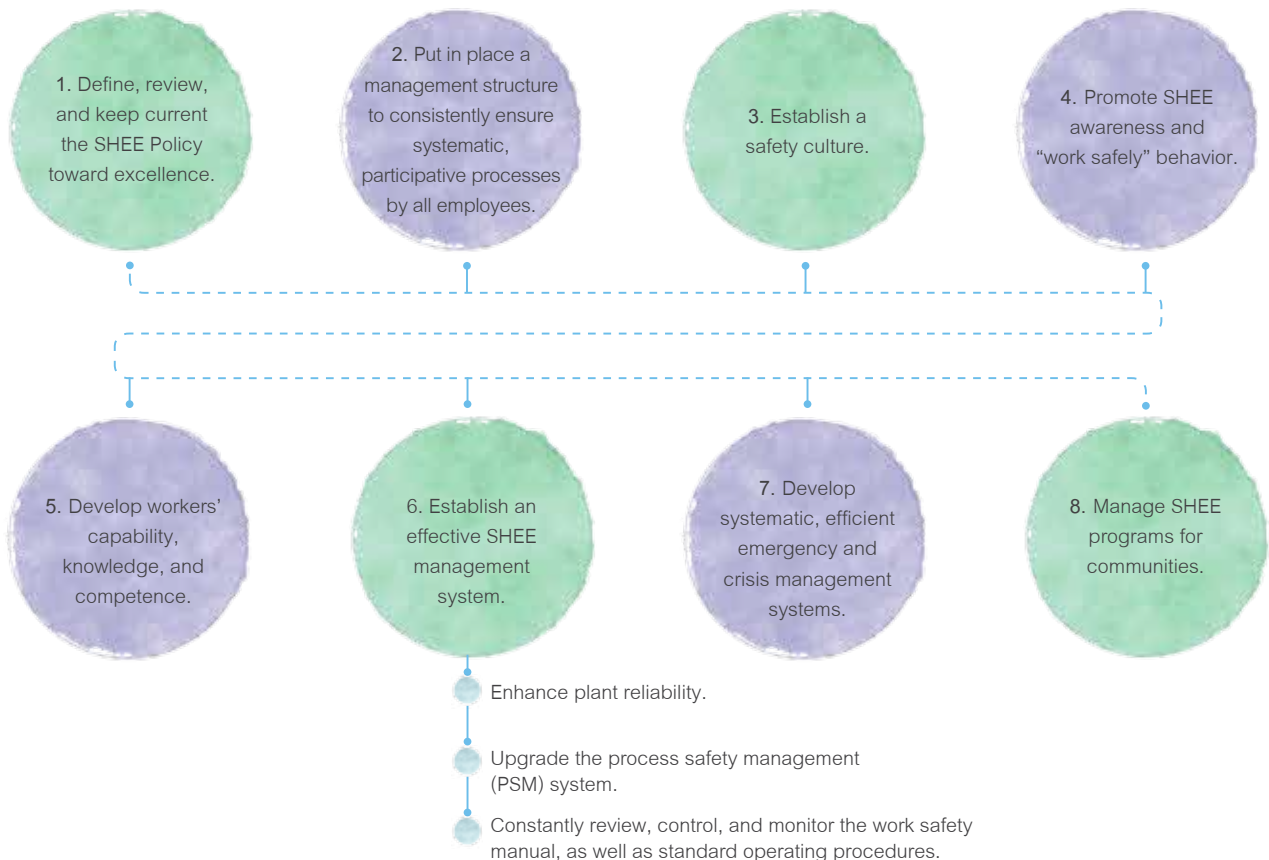 1. Define, review,
and keep current
the SHEE Policy
toward excellence.
2. Put in place a
management structure
to consistently ensure
systematic,
participative processes
by all employees.
3. Establish a
safety culture.
4. Promote SHEE
awareness and
“work safely” behavior.
5. Develop workers’
capability,
knowledge, and
competence.
6. Establish an
effective SHEE
management
system.
7. Develop
systematic, efficient
emergency and
crisis management
systems.
8. Manage SHEE
programs for
communities.
Enhance plant reliability.
Upgrade the process safety management
(PSM) system.
Constantly review, control, and monitor the work safety
manual, as well as standard operating procedures.